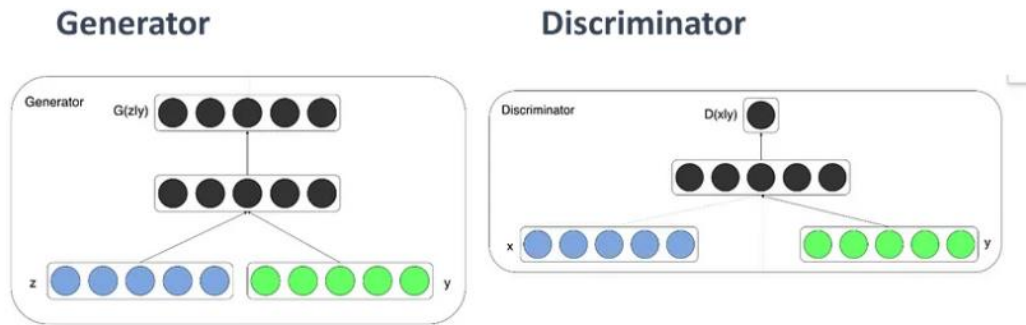 Generator
Discriminator
Generator
G(z|y)
z
y
Discriminator
D(x|y)
x
y